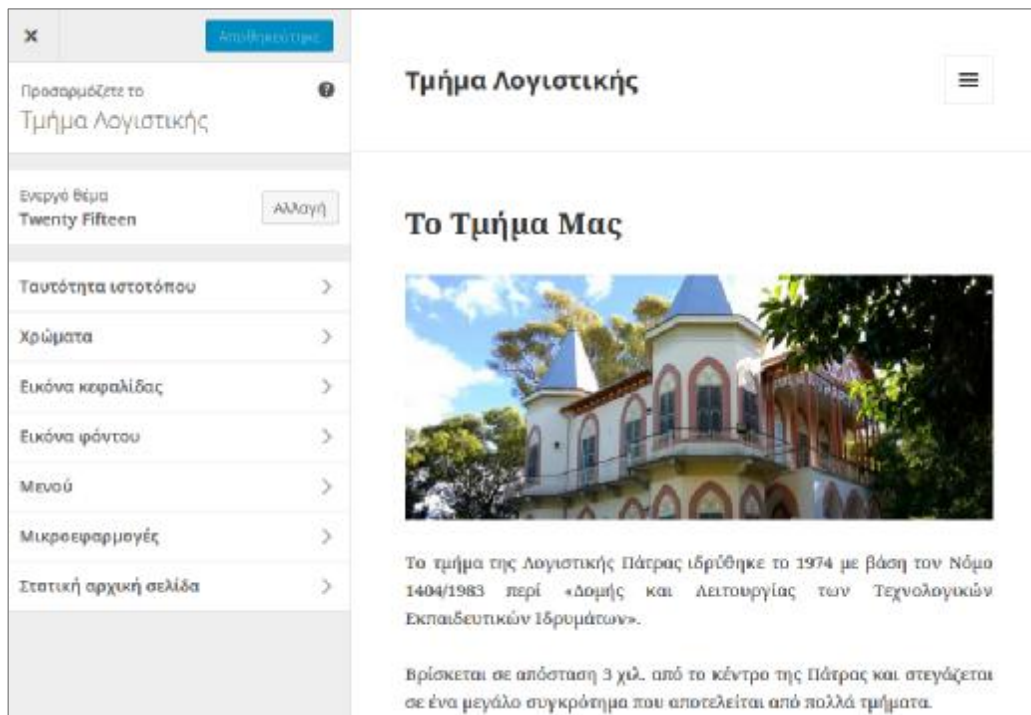 Αποθηκεύτηκε
Προσαρμόζετε το
Τμήμα Λογιστικής
Ενεργό θέμα
Twenty Fifteen
Αλλαγή
Ταυτότητα ιστοτόπου
Χρώματα
Εικόνα κεφαλίδας
Εικόνα φόντου
Μενού
Μικροεφαρμογές
Στατική αρχική σελίδα
Τμήμα Λογιστικής
Το Τμήμα Μας
Το τμήμα της Λογιστικής Πάτρας ιδρύθηκε το 1974 με βάση τον Νόμο
1404/1983 περί «Δομής και Λειτουργίας των Τεχνολογικών
Εκπαιδευτικών Ιδρυμάτων».
Βρίσκεται σε απόσταση 3 χιλ. από το κέντρο της Πάτρας και στεγάζεται
σε ένα μεγάλο συγκρότημα που αποτελείται από πολλά τμήματα.